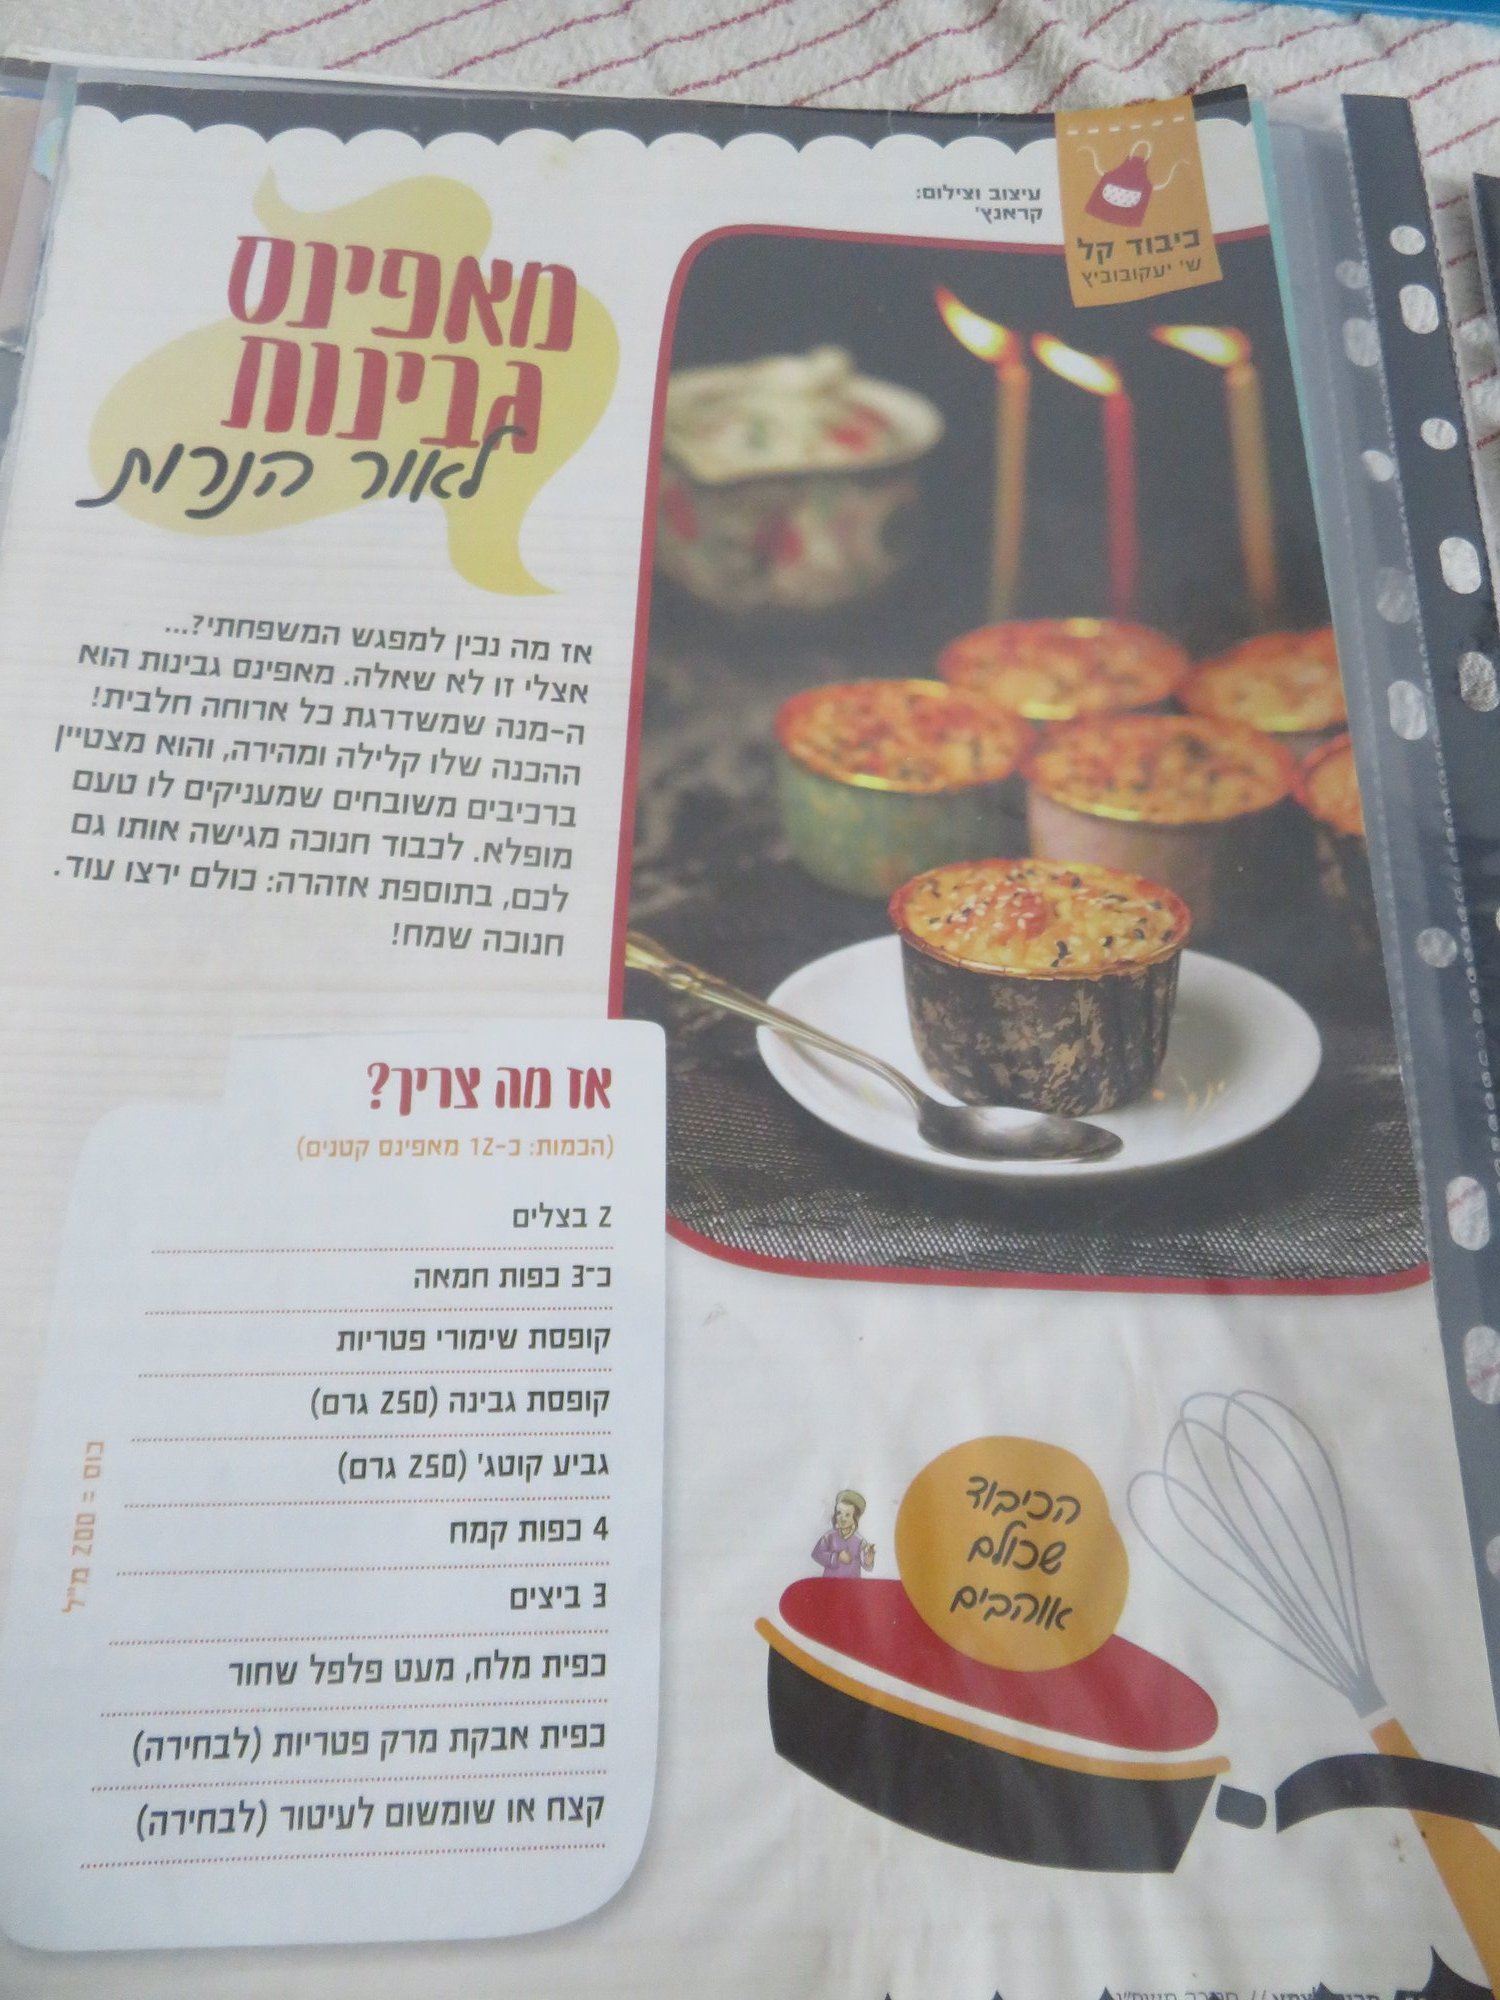 עיצוב וצילום:
קראנץ'
כיבוד קל
ש' יעקובוביץ
מאפינס
גבינות
לאור הנרות
אז מה נכין למפגש המשפחתי?...
אצלי זו לא שאלה. מאפינס גבינות הוא
ה-מנה שמשדרגת כל ארוחה חלבית!
ההכנה שלו קלילה ומהירה, והוא מצטיין
ברכיבים משובחים שמעניקים לו טעם
מופלא. לכבוד חנוכה מגישה אותו גם
לכם, בתוספת אזהרה: כולם ירצו עוד.
חנוכה שמח!
אז מה צריך?
(הכמות: כ-12 מאפינס קטנים)
2 בצלים
כ-3 כפות חמאה
קופסת שימורי פטריות
קופסת גבינה (250 גרם)
גביע קוטג' (250 גרם)
4 כפות קמח
3 ביצים
כפית מלח, מעט פלפל שחור
כפית אבקת מרק פטריות (לבחירה)
קצח או שומשום לעיטור (לבחירה)
כוס = 200 מ"ל
הכיבוד
שכולם
אוהבים